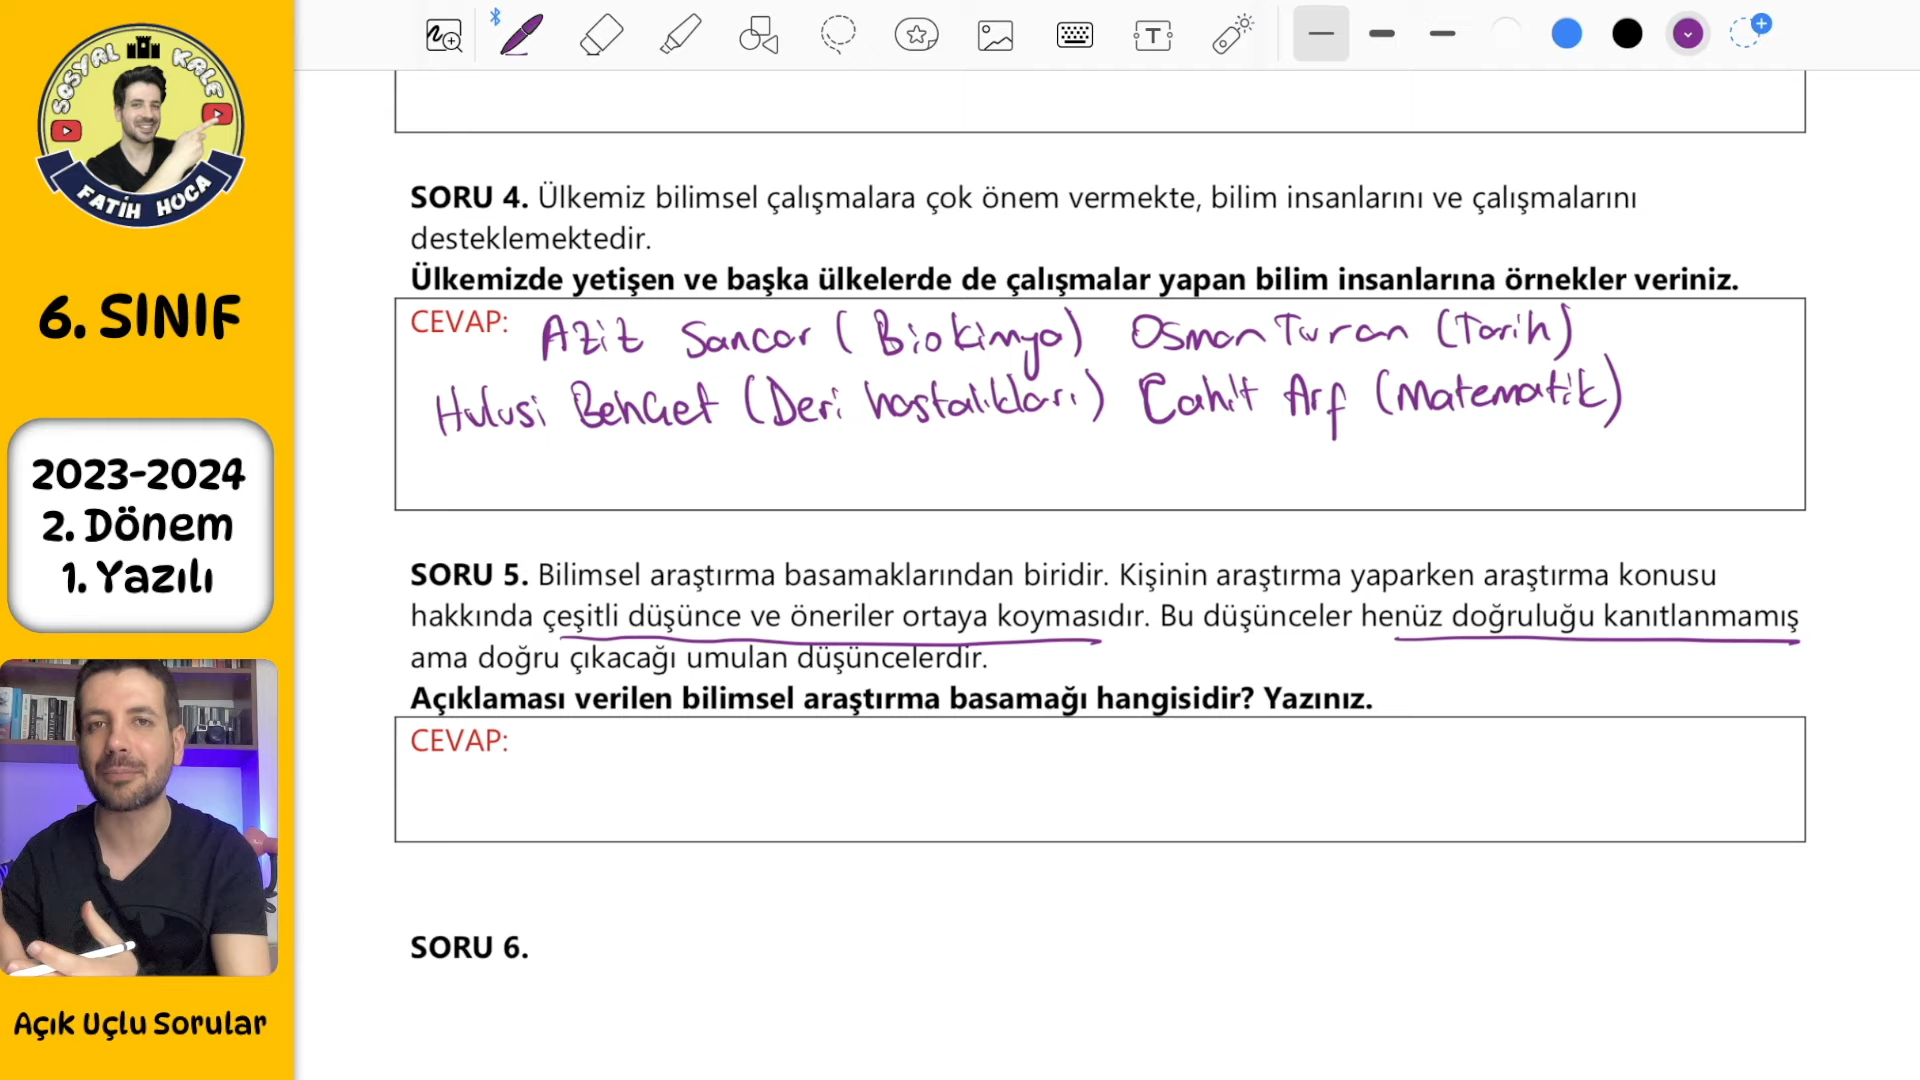 SOSYAL KALE
FATİH HOCA
6. SINIF
2023-2024
2. Dönem
1. Yazılı
Açık Uçlu Sorular
SORU 4. Ülkemiz bilimsel çalışmalara çok önem vermekte, bilim insanlarını ve çalışmalarını
desteklemektedir.
Ülkemizde yetişen ve başka ülkelerde de çalışmalar yapan bilim insanlarına örnekler veriniz.
CEVAP: Aziz Sancar (Biokimya) Osman Turan (Tarih)
Hulusi Behçet (Deri hastalıkları) Cahit Arf (Matematik)
SORU 5. Bilimsel araştırma basamaklarından biridir. Kişinin araştırma yaparken araştırma konusu
hakkında çeşitli düşünce ve öneriler ortaya koymasıdır. Bu düşünceler henüz doğruluğu kanıtlanmamış
ama doğru çıkacağı umulan düşüncelerdir.
Açıklaması verilen bilimsel araştırma basamağı hangisidir? Yazınız.
CEVAP:
SORU 6.